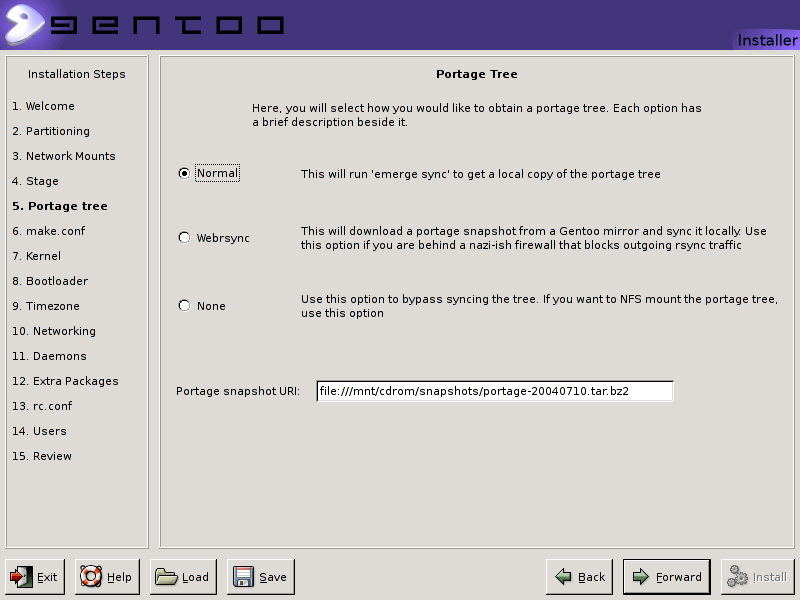 gentoo
Installer
Installation Steps
1. Welcome
2. Partitioning
3. Network Mounts
4. Stage
5. Portage tree
6. make.conf
7. Kernel
8. Bootloader
9. Timezone
10. Networking
11. Daemons
12. Extra Packages
13. rc.conf
14. Users
15. Review
Portage Tree
Here, you will select how you would like to obtain a portage tree. Each option has
a brief description beside it.
Normal
This will run 'emerge sync' to get a local copy of the portage tree
Webrsync
This will download a portage snapshot from a Gentoo mirror and sync it locally. Use
this option if you are behind a nazi-ish firewall that blocks outgoing rsync traffic
None
Use this option to bypass syncing the tree. If you want to NFS mount the portage tree,
use this option
Portage snapshot URI: file:///mnt/cdrom/snapshots/portage-20040710.tar.bz2
Exit Help Load Save Back Forward Install